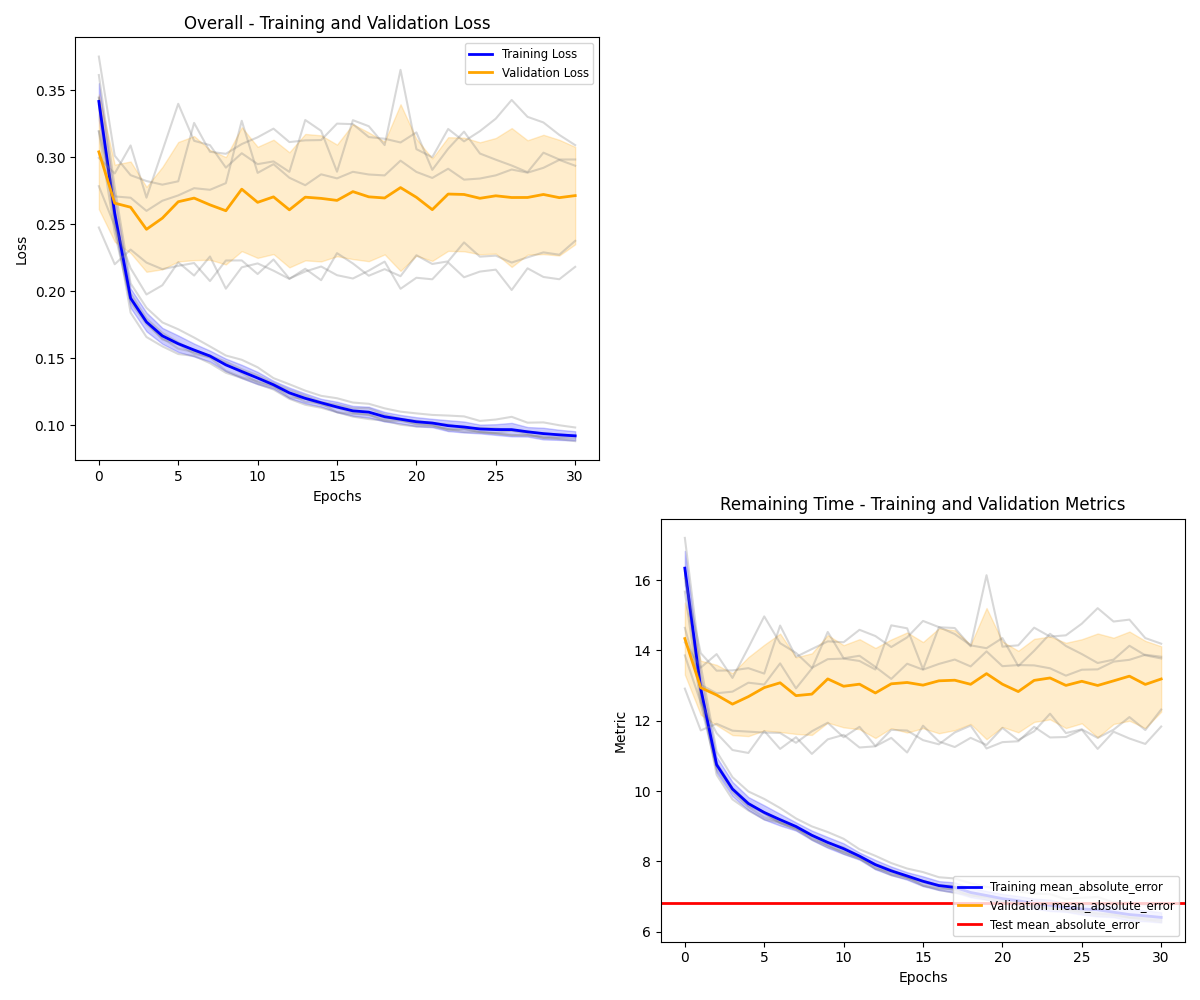 Overall - Training and Validation Loss
Training Loss
Validation Loss
0.35
0.30
0.25
0.20
0.15
0.10
Loss
0 5 10 15 20 25 30
Epochs
Remaining Time - Training and Validation Metrics
16
14
12
10
8
6
Metric
Training mean_absolute_error
Validation mean_absolute_error
Test mean_absolute_error
0 5 10 15 20 25 30
Epochs